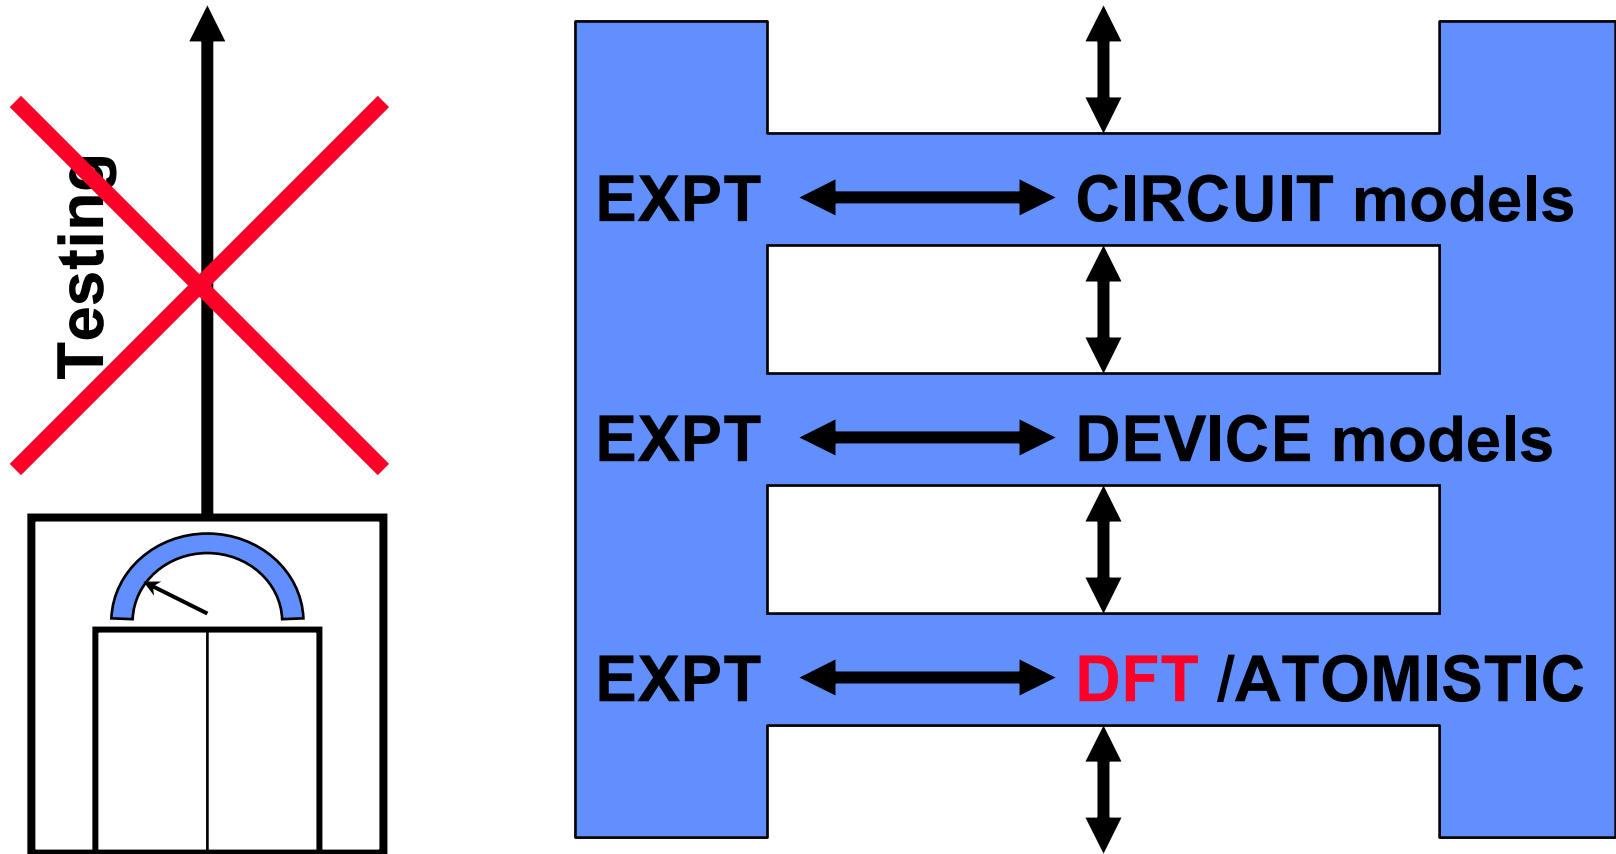 Testing
EXPT CIRCUIT models
EXPT DEVICE models
EXPT DFT /ATOMISTIC